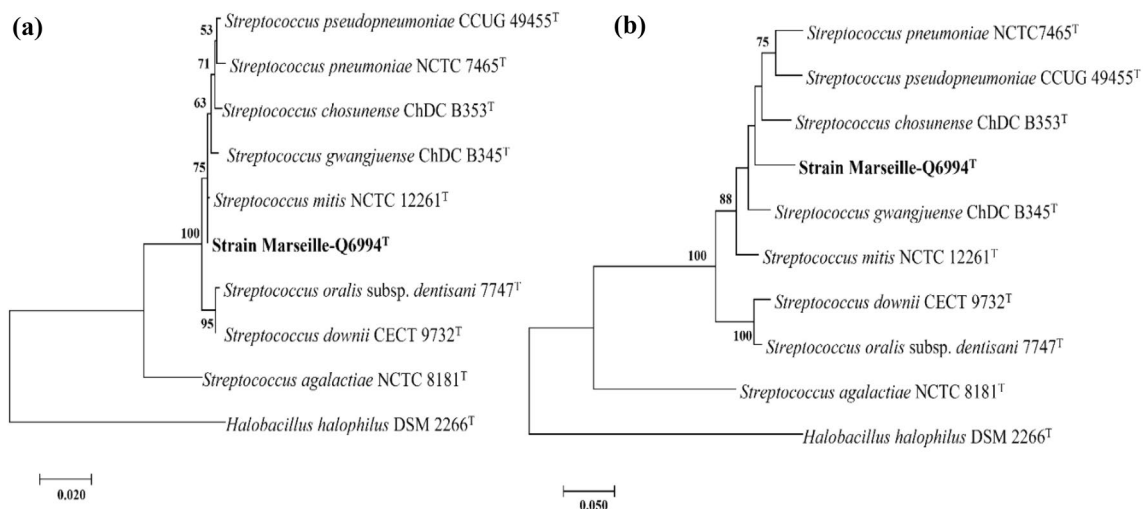 (a)
53
Streptococcus pseudopneumoniae CCUG 49455ᵀ
71
Streptococcus pneumoniae NCTC 7465ᵀ
63
Streptococcus chosunense ChDC B353ᵀ
Streptococcus gwangjuense ChDC B345ᵀ
75
Streptococcus mitis NCTC 12261ᵀ
100
Strain Marseille-Q6994ᵀ
Streptococcus oralis subsp. dentisani 7747ᵀ
95
Streptococcus downii CECT 9732ᵀ
Streptococcus agalactiae NCTC 8181ᵀ
Halobacillus halophilus DSM 2266ᵀ
0.020
(b)
75
Streptococcus pneumoniae NCTC7465ᵀ
Streptococcus pseudopneumoniae CCUG 49455ᵀ
Streptococcus chosunense ChDC B353ᵀ
Strain Marseille-Q6994ᵀ
88
Streptococcus gwangjuense ChDC B345ᵀ
100
Streptococcus mitis NCTC 12261ᵀ
Streptococcus downii CECT 9732ᵀ
100
Streptococcus oralis subsp. dentisani 7747ᵀ
Streptococcus agalactiae NCTC 8181ᵀ
Halobacillus halophilus DSM 2266ᵀ
0.050